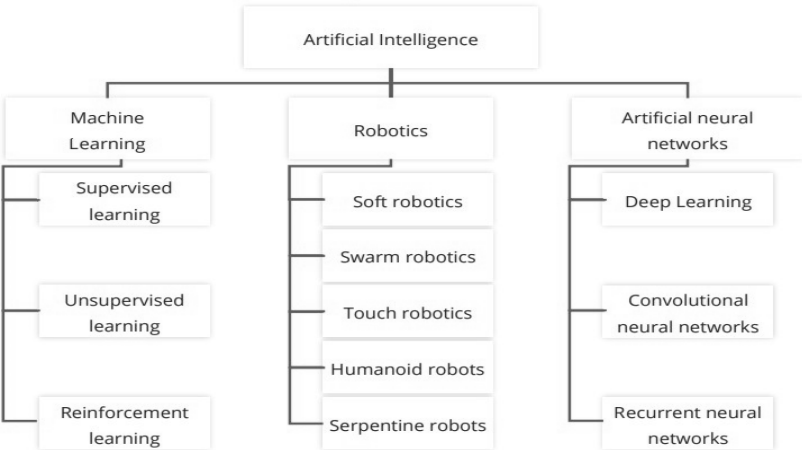 Artificial Intelligence
Machine
Learning
Supervised
learning
Unsupervised
learning
Reinforcement
learning
Robotics
Soft robotics
Swarm robotics
Touch robotics
Humanoid robots
Serpentine robots
Artificial neural
networks
Deep Learning
Convolutional
neural networks
Recurrent neural
networks